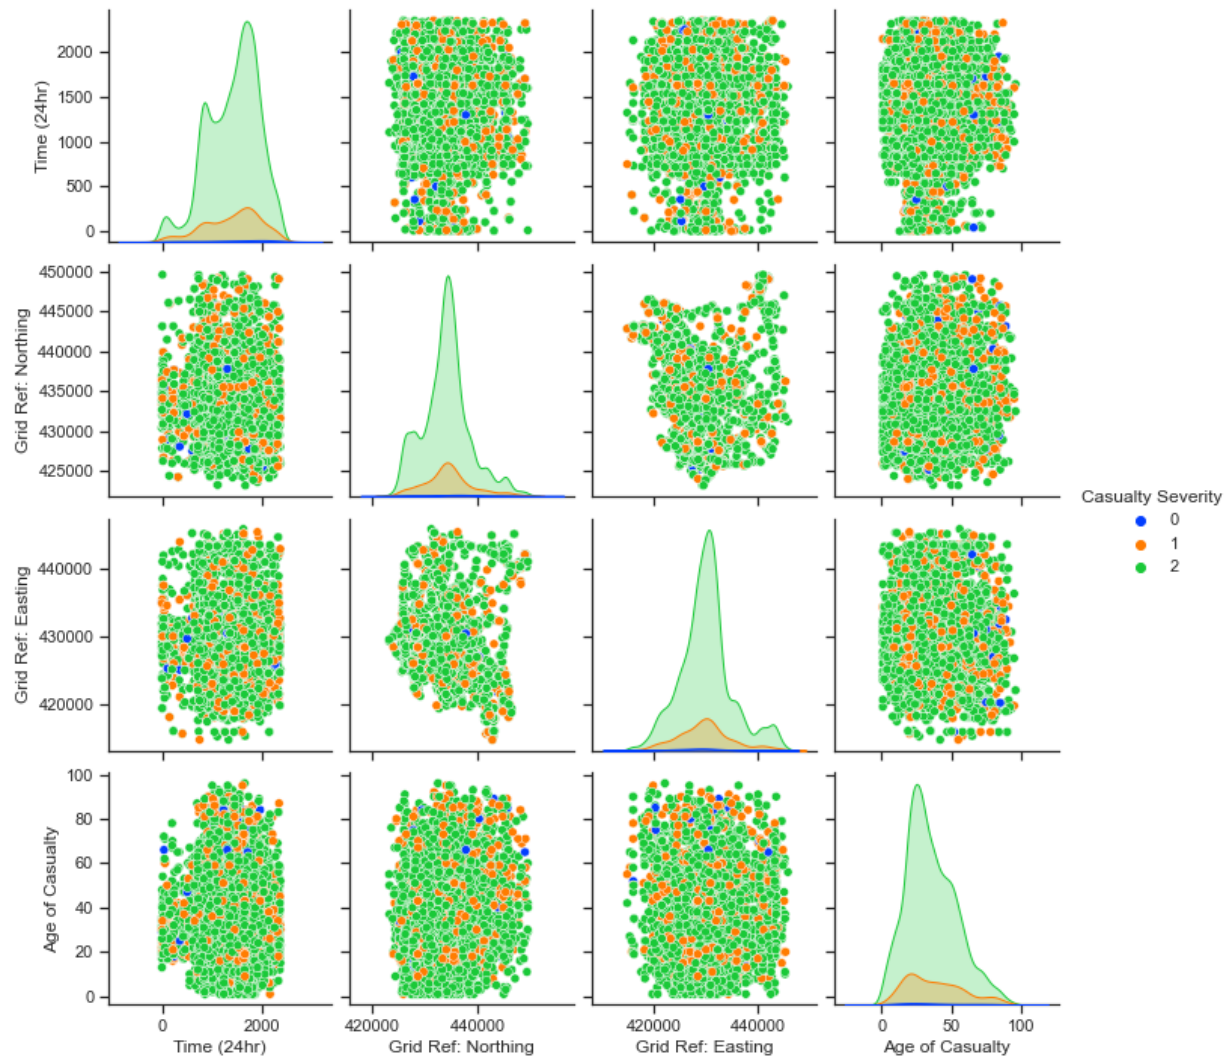 2000
1500
1000
500
0
Time (24hr)
450000
445000
440000
435000
430000
425000
Grid Ref: Northing
Casualty Severity
0
1
2
440000
430000
420000
Grid Ref: Easting
100
80
60
40
20
0
Age of Casualty
0 2000
420000 440000
420000 440000
0 50 100
Time (24hr)
Grid Ref: Northing
Grid Ref: Easting
Age of Casualty